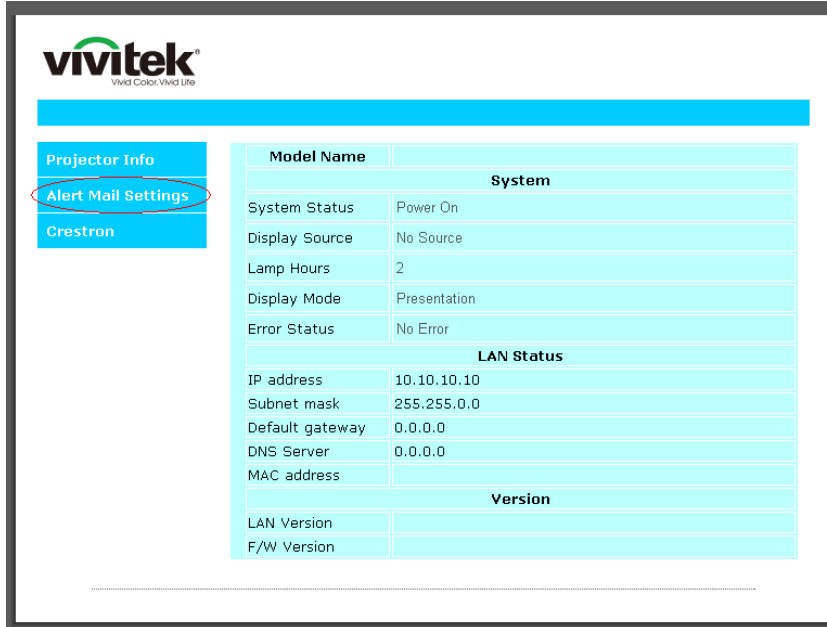 vivitek®
Vivid Color. Vivid Life
Projector Info
Alert Mail Settings
Crestron
Model Name
System
System Status Power On
Display Source No Source
Lamp Hours 2
Display Mode Presentation
Error Status No Error
LAN Status
IP address 10.10.10.10
Subnet mask 255.255.0.0
Default gateway 0.0.0.0
DNS Server 0.0.0.0
MAC address
Version
LAN Version
F/W Version